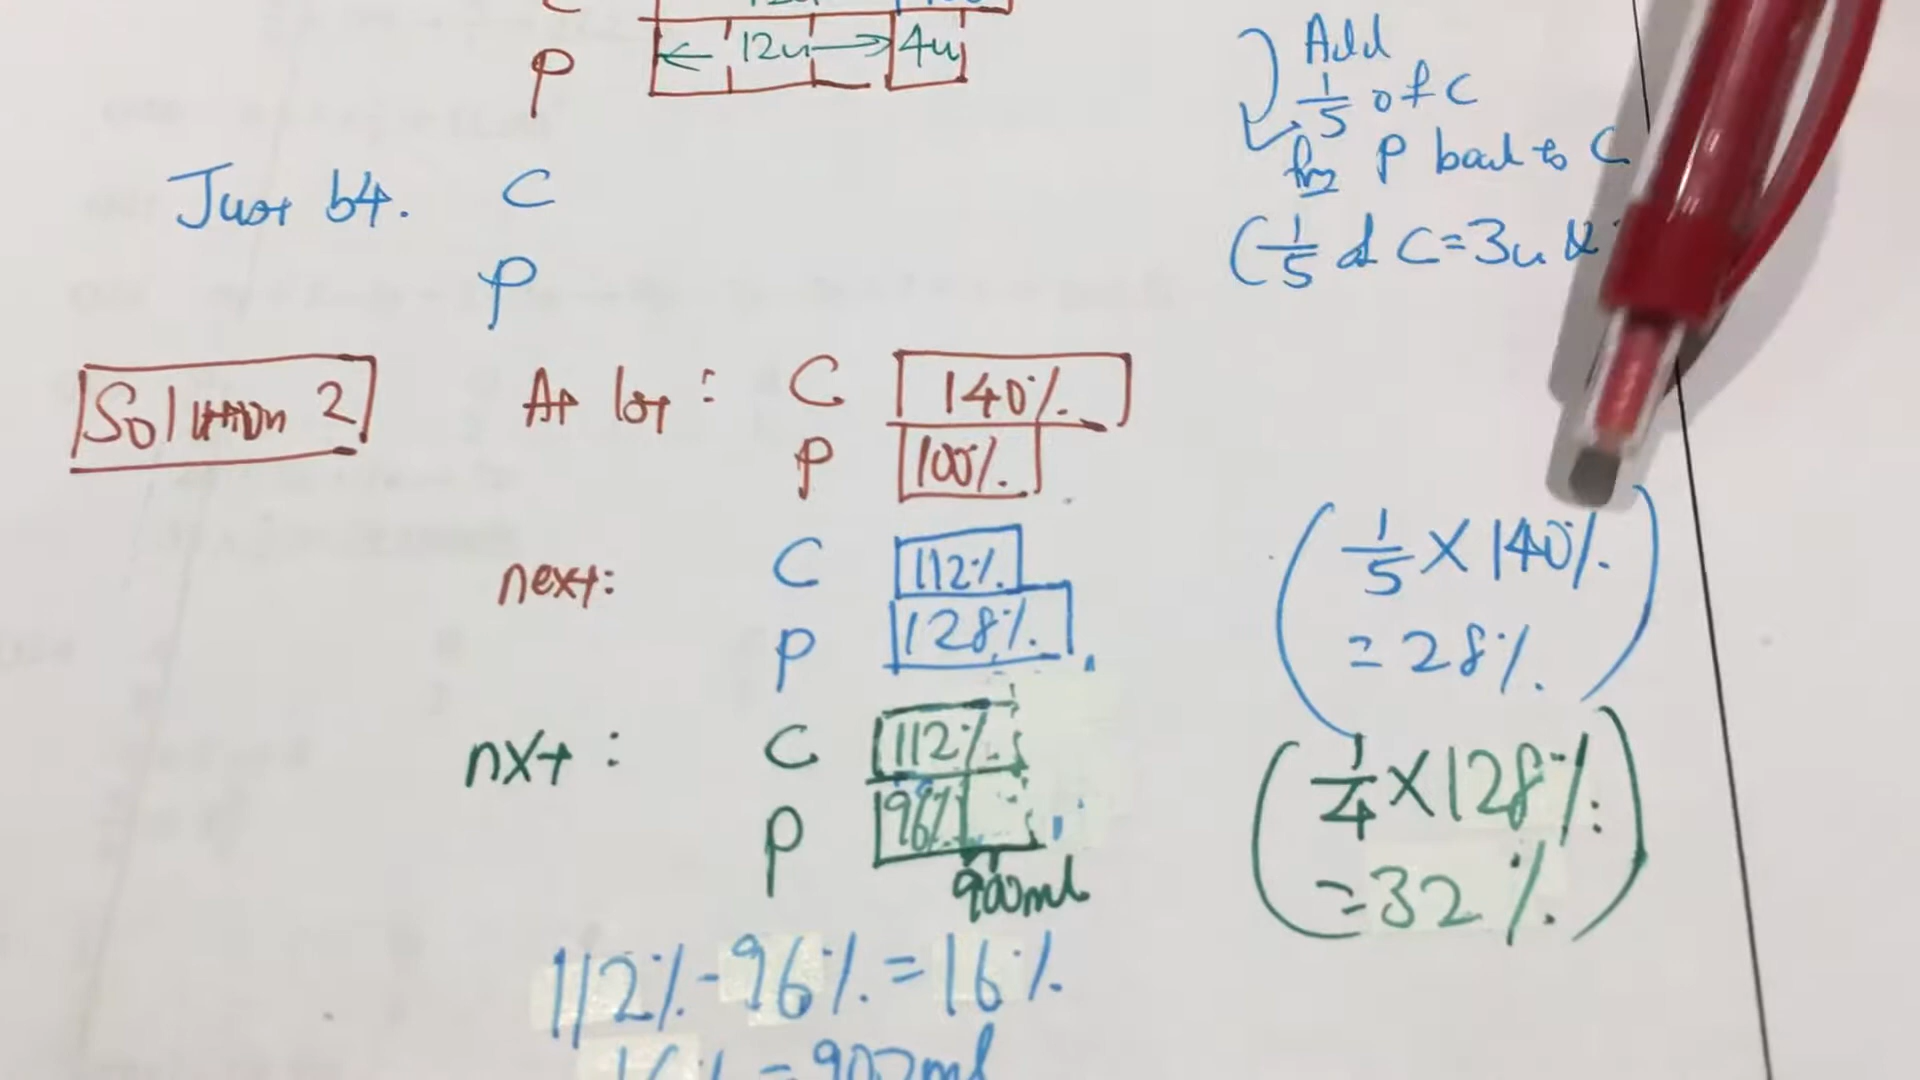 C
P 12u 4u
Add
1/5 of C
P back to C
Just b4. C
P
(1/5 of C = 3u
Solution 2
At 1st : C 140%
P 100%
next: C 112%
P 128%
(1/5 × 140%
= 28%)
nxt : C 112%
P 96%
900ml
(1/4 × 128%
= 32%)
112% - 96% = 16%
16% = 900ml